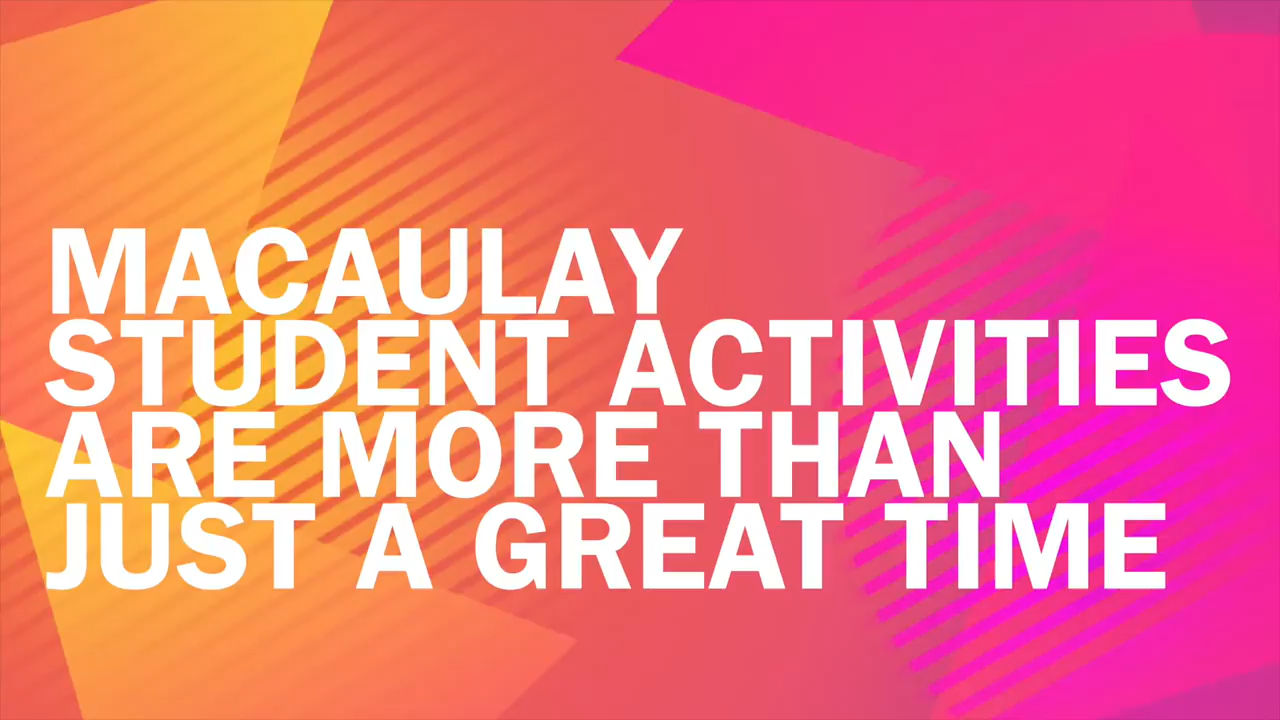 MACAULAY
STUDENT ACTIVITIES
ARE MORE THAN
JUST A GREAT TIME